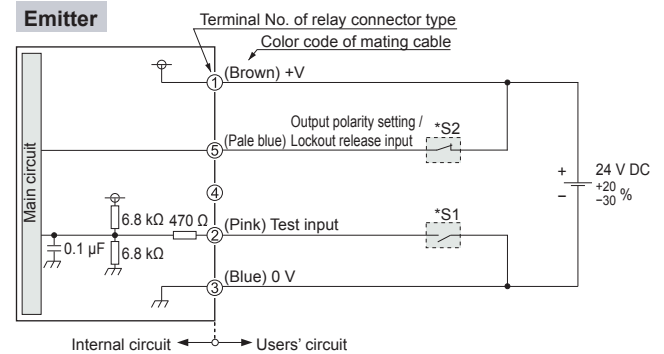 Emitter
Terminal No. of relay connector type
Color code of mating cable
① (Brown) +V
Output polarity setting /
*S2
⑤ (Pale blue) Lockout release input
Main circuit
④
+
−
24 V DC
+20
−30 %
6.8 kΩ
470 Ω
② (Pink) Test input
*S1
0.1 µF
6.8 kΩ
③ (Blue) 0 V
Internal circuit
Users' circuit